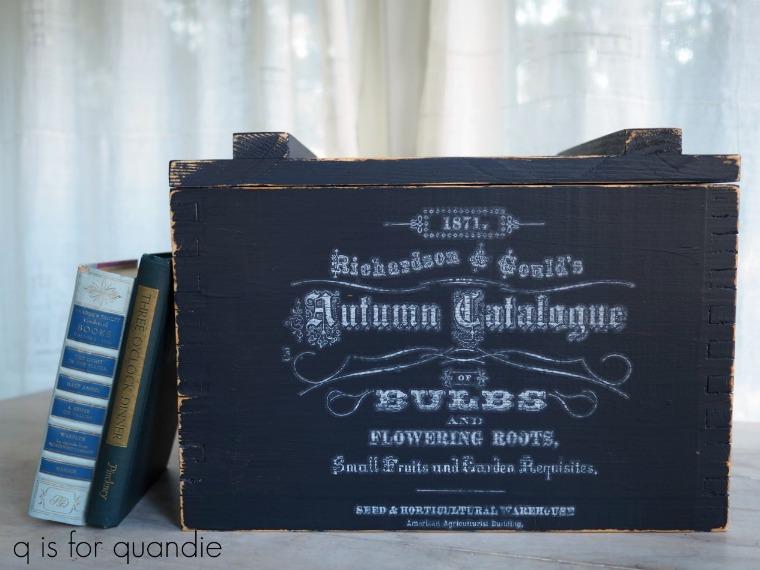 1871.
Richardson & Gould's
Autumn Catalogue
OF
BULBS
AND
FLOWERING ROOTS,
Small Fruits and Garden Requisites.
SEED & HORTICULTURAL WAREHOUSE
American Agriculturist Building,
BOOKS
THREE O'CLOCK DINNER
Pinckney
q is for quandie